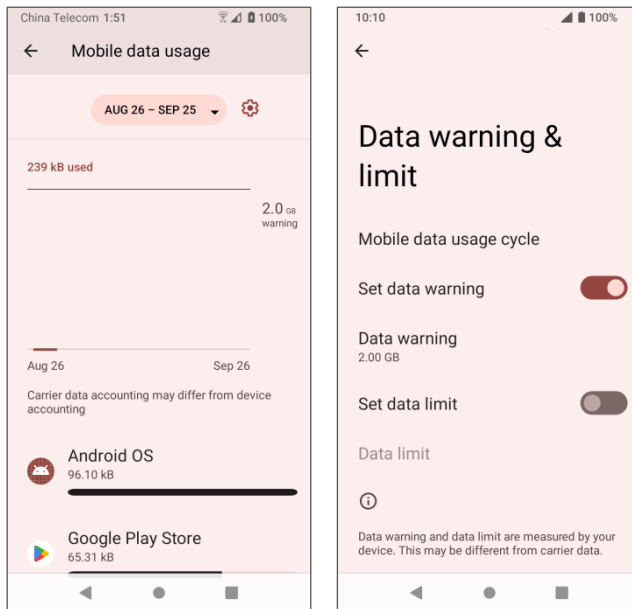 China Telecom 1:51
100%
Mobile data usage
AUG 26 – SEP 25
239 kB used
2.0 GB
warning
Aug 26
Sep 26
Carrier data accounting may differ from device
accounting
Android OS
96.10 kB
Google Play Store
65.31 kB
10:10
100%
Data warning &
limit
Mobile data usage cycle
Set data warning
Data warning
2.00 GB
Set data limit
Data limit
Data warning and data limit are measured by your
device. This may be different from carrier data.